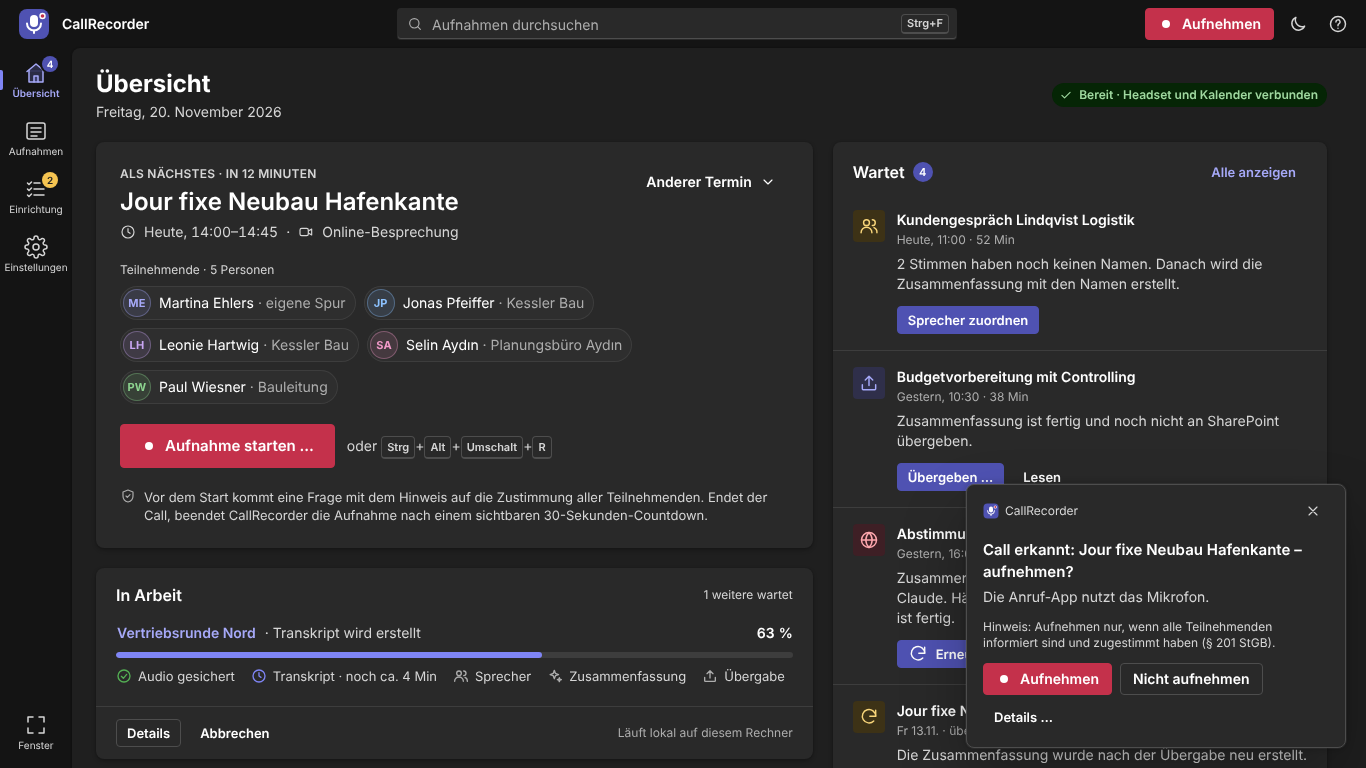 CallRecorder
Aufnahmen durchsuchen
Strg+F
Aufnehmen
4
Übersicht
Aufnahmen
2
Einrichtung
Einstellungen
Fenster
Übersicht
Freitag, 20. November 2026
Bereit · Headset und Kalender verbunden
ALS NÄCHSTES · IN 12 MINUTEN
Anderer Termin
Jour fixe Neubau Hafenkante
Heute, 14:00–14:45 · Online-Besprechung
Teilnehmende · 5 Personen
ME Martina Ehlers · eigene Spur
JP Jonas Pfeiffer · Kessler Bau
LH Leonie Hartwig · Kessler Bau
SA Selin Aydın · Planungsbüro Aydın
PW Paul Wiesner · Bauleitung
Aufnahme starten ...
oder Strg + Alt + Umschalt + R
Vor dem Start kommt eine Frage mit dem Hinweis auf die Zustimmung aller Teilnehmenden. Endet der
Call, beendet CallRecorder die Aufnahme nach einem sichtbaren 30-Sekunden-Countdown.
In Arbeit
1 weitere wartet
Vertriebsrunde Nord · Transkript wird erstellt
63 %
Audio gesichert
Transkript · noch ca. 4 Min
Sprecher
Zusammenfassung
Übergabe
Details
Abbrechen
Läuft lokal auf diesem Rechner
Wartet 4
Alle anzeigen
Kundengespräch Lindqvist Logistik
Heute, 11:00 · 52 Min
2 Stimmen haben noch keinen Namen. Danach wird die
Zusammenfassung mit den Namen erstellt.
Sprecher zuordnen
Budgetvorbereitung mit Controlling
Gestern, 10:30 · 38 Min
Zusammenfassung ist fertig und noch nicht an SharePoint
übergeben.
Übergeben ...
Lesen
Abstimmu
Gestern, 16:
Zusammer
Claude. Hä
ist fertig.
Erneu
Jour fixe N
Fr 13.11. · übe
Die Zusammenfassung wurde nach der Übergabe neu erstellt.
CallRecorder
Call erkannt: Jour fixe Neubau Hafenkante –
aufnehmen?
Die Anruf-App nutzt das Mikrofon.
Hinweis: Aufnehmen nur, wenn alle Teilnehmenden
informiert sind und zugestimmt haben (§ 201 StGB).
Aufnehmen
Nicht aufnehmen
Details ...